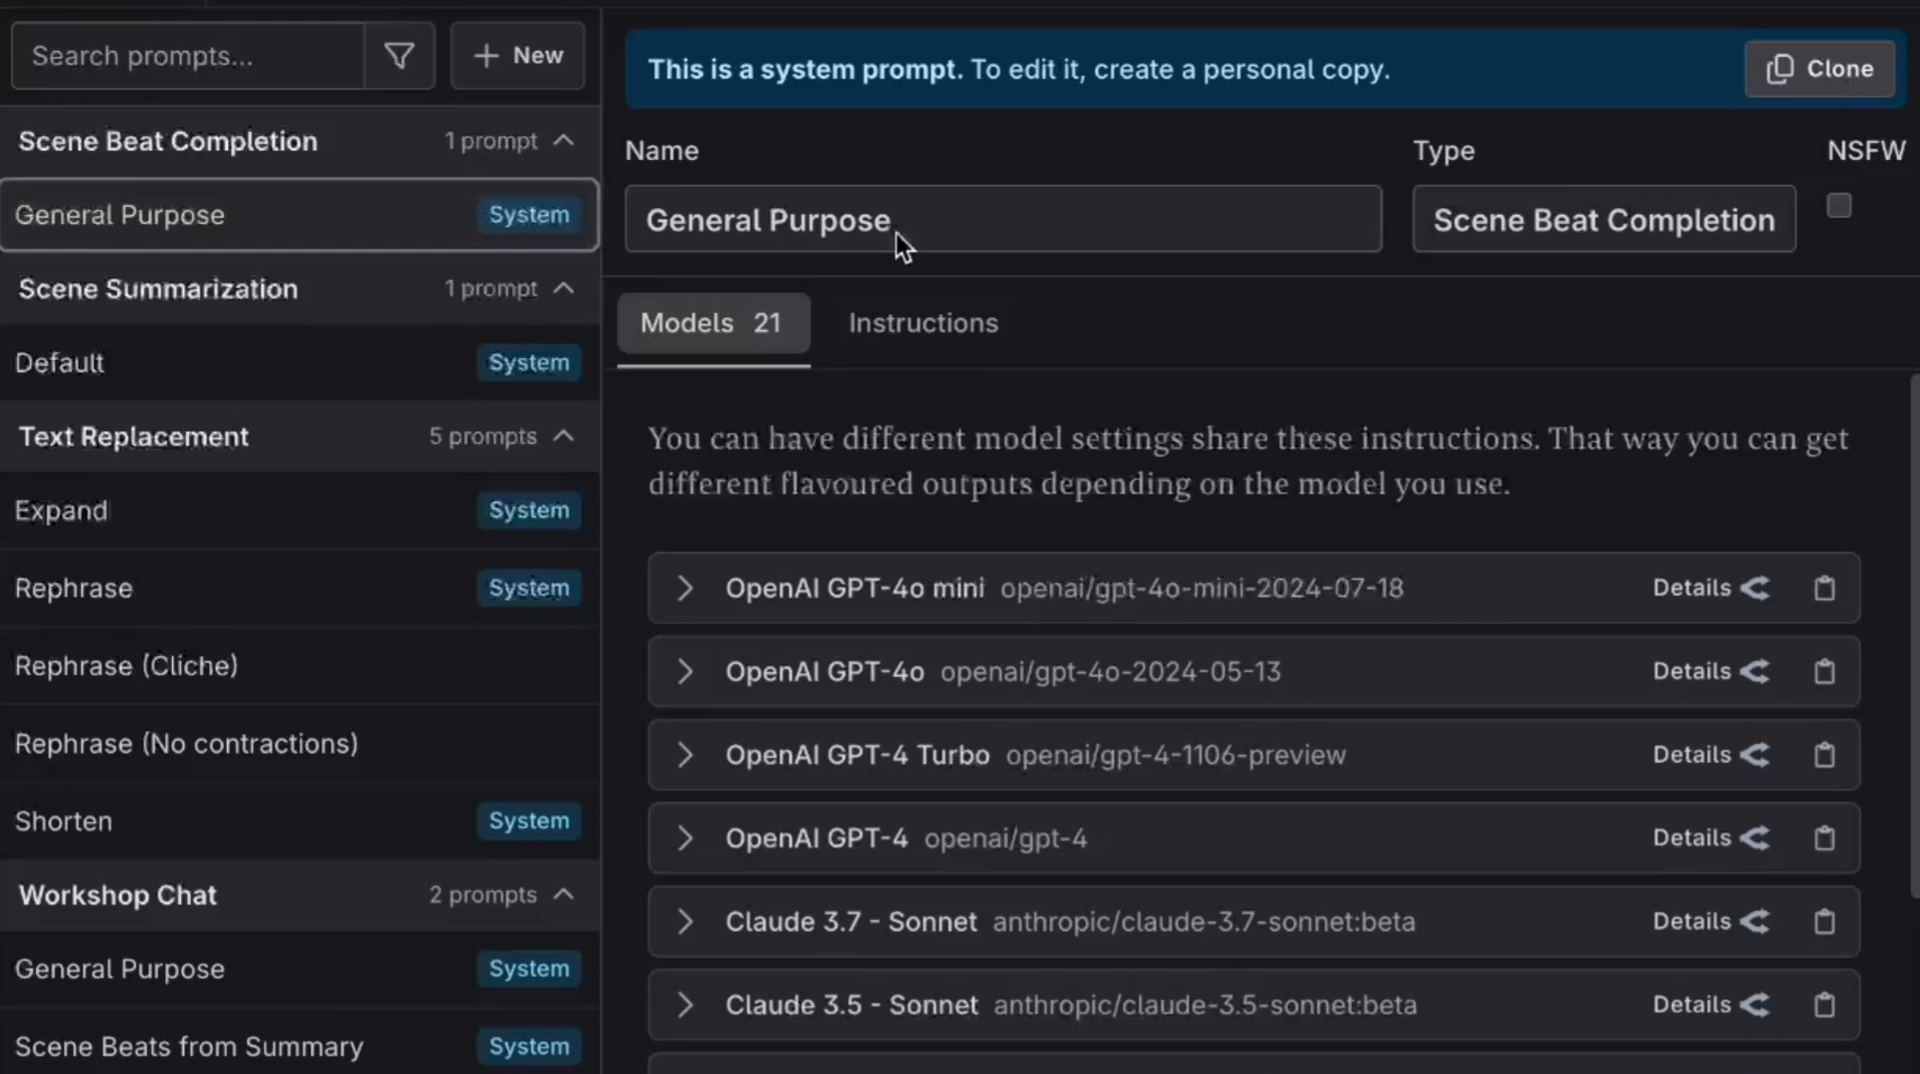 Search prompts...
New
Scene Beat Completion 1 prompt
General Purpose System
Scene Summarization 1 prompt
Default System
Text Replacement 5 prompts
Expand System
Rephrase System
Rephrase (Cliche)
Rephrase (No contractions)
Shorten System
Workshop Chat 2 prompts
General Purpose System
Scene Beats from Summary System
This is a system prompt. To edit it, create a personal copy.
Clone
Name Type NSFW
General Purpose Scene Beat Completion
Models 21 Instructions
You can have different model settings share these instructions. That way you can get
different flavoured outputs depending on the model you use.
OpenAI GPT-4o mini openai/gpt-4o-mini-2024-07-18 Details
OpenAI GPT-4o openai/gpt-4o-2024-05-13 Details
OpenAI GPT-4 Turbo openai/gpt-4-1106-preview Details
OpenAI GPT-4 openai/gpt-4 Details
Claude 3.7 - Sonnet anthropic/claude-3.7-sonnet:beta Details
Claude 3.5 - Sonnet anthropic/claude-3.5-sonnet:beta Details